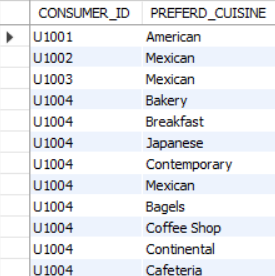 CONSUMER_ID PREFERD_CUISINE
U1001 American
U1002 Mexican
U1003 Mexican
U1004 Bakery
U1004 Breakfast
U1004 Japanese
U1004 Contemporary
U1004 Mexican
U1004 Bagels
U1004 Coffee Shop
U1004 Continental
U1004 Cafeteria